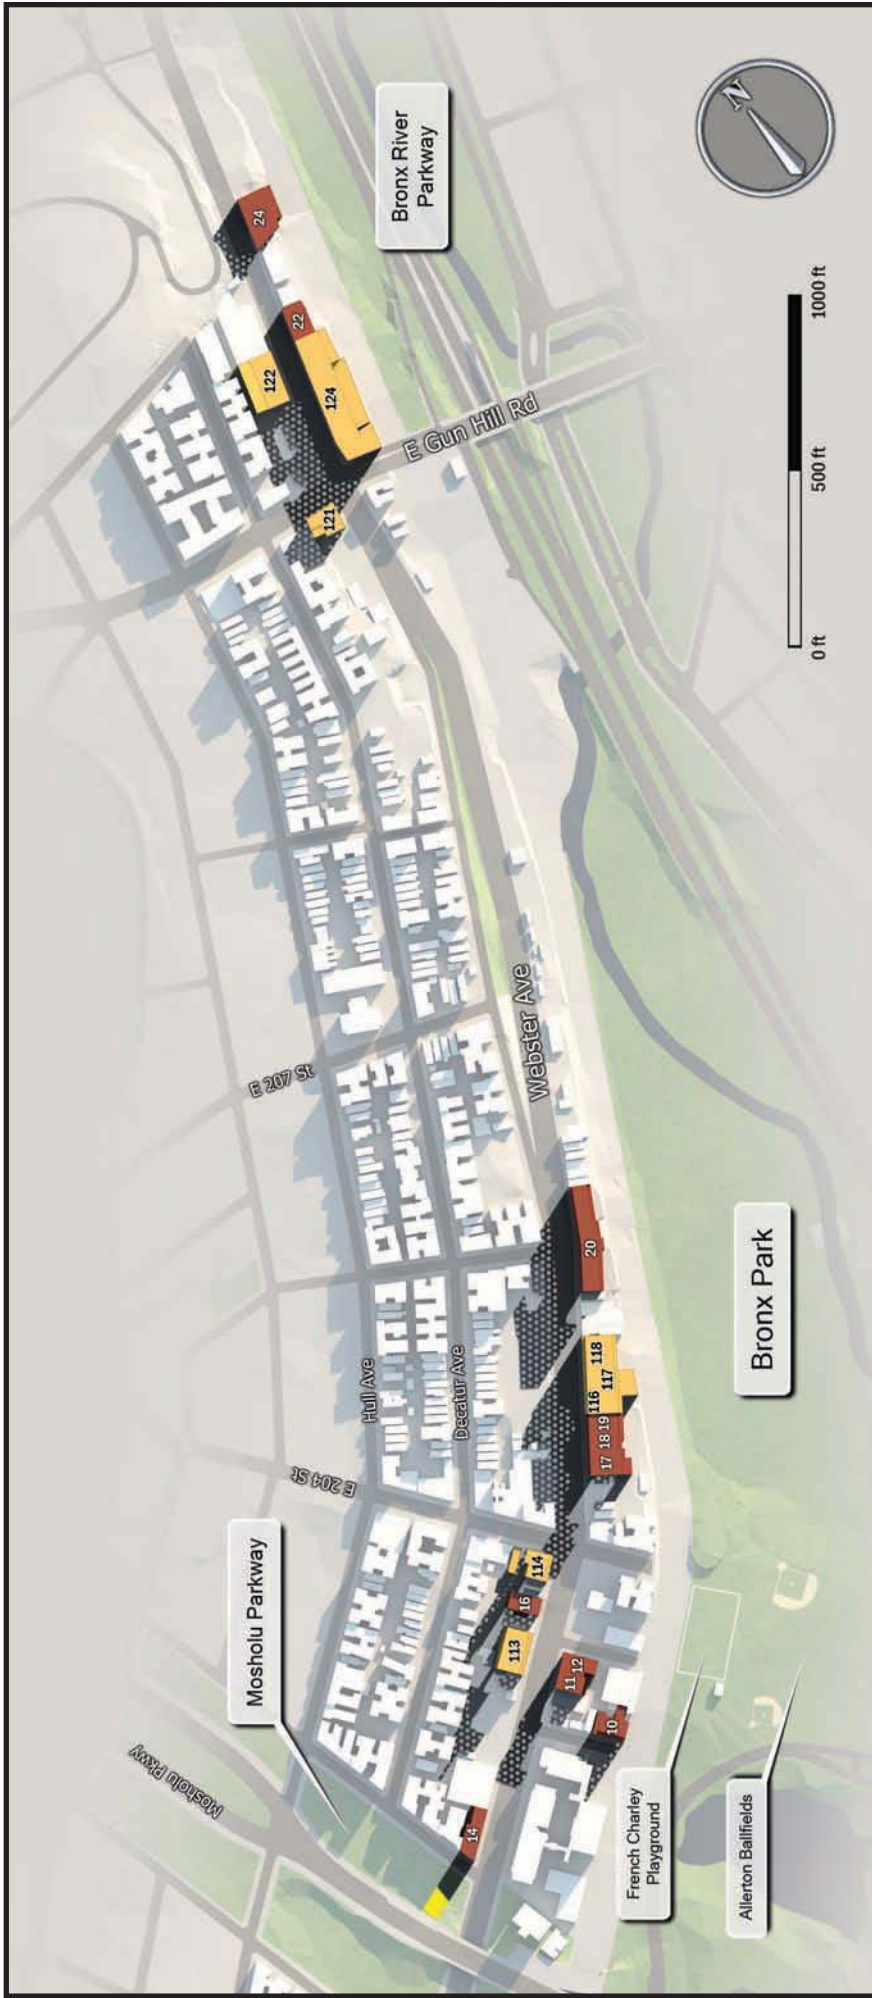 Bronx River
Parkway
N
24
22
122
124
121
E Gun Hill Rd
0 ft
500 ft
1000 ft
E 207 St
Webster Ave
Hull Ave
Decatur Ave
E 204 St
20
118
117
116
19
18
17
Bronx Park
Mosholu Parkway
Mosholu Pkwy
114
16
113
12
11
10
14
French Charley
Playground
Allerton Ballfields